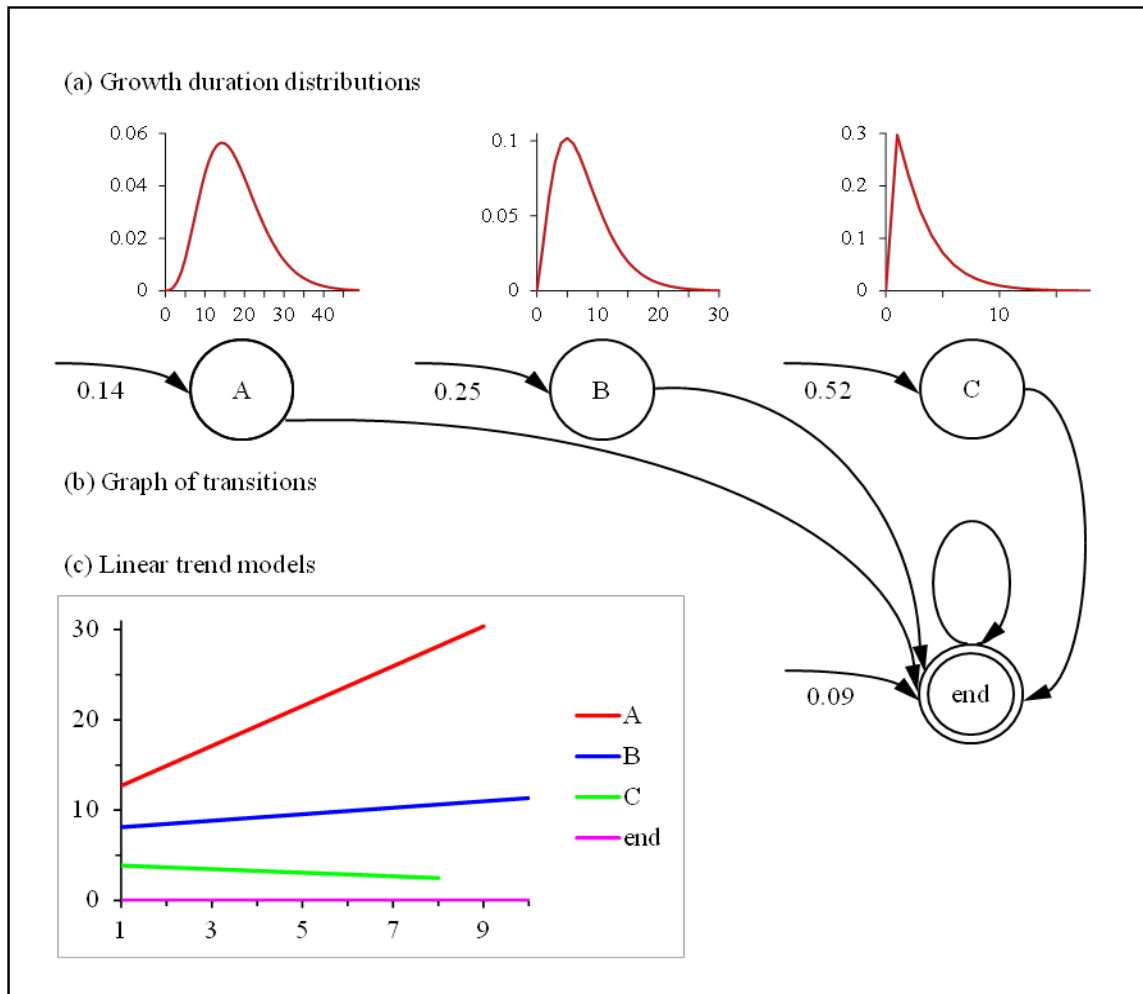 (a) Growth duration distributions
0.06 0.1 0.3
0.04 0.2
0.05
0.02 0.1
0 0 0
0 10 20 30 40 0 10 20 30 0 10
A B C
0.14 0.25 0.52
(b) Graph of transitions
(c) Linear trend models
30
20
10
0
1 3 5 7 9
A
B
C
end
0.09 end